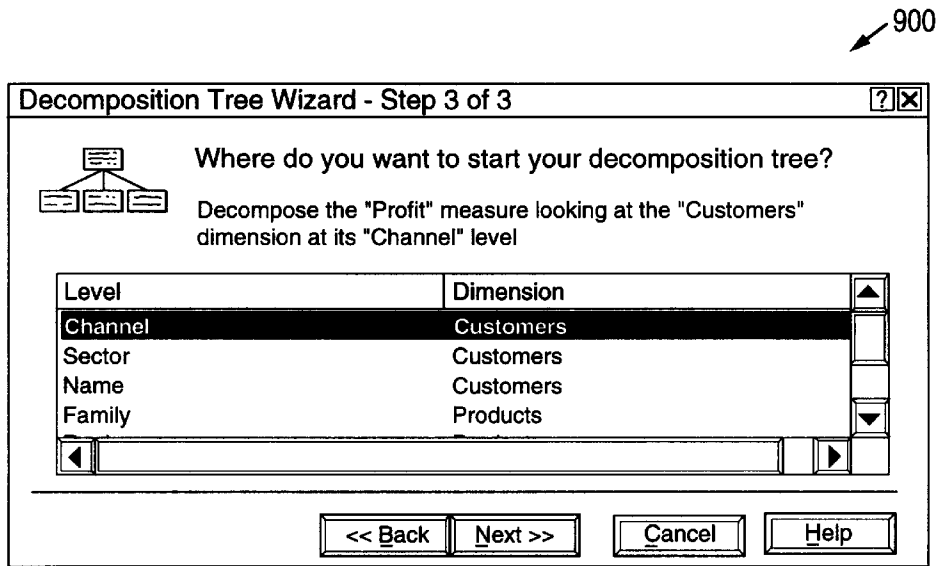 900
Decomposition Tree Wizard - Step 3 of 3
?
Where do you want to start your decomposition tree?
Decompose the "Profit" measure looking at the "Customers"
dimension at its "Channel" level
Level Dimension
Channel Customers
Sector Customers
Name Customers
Family Products
<< Back Next >> Cancel Help